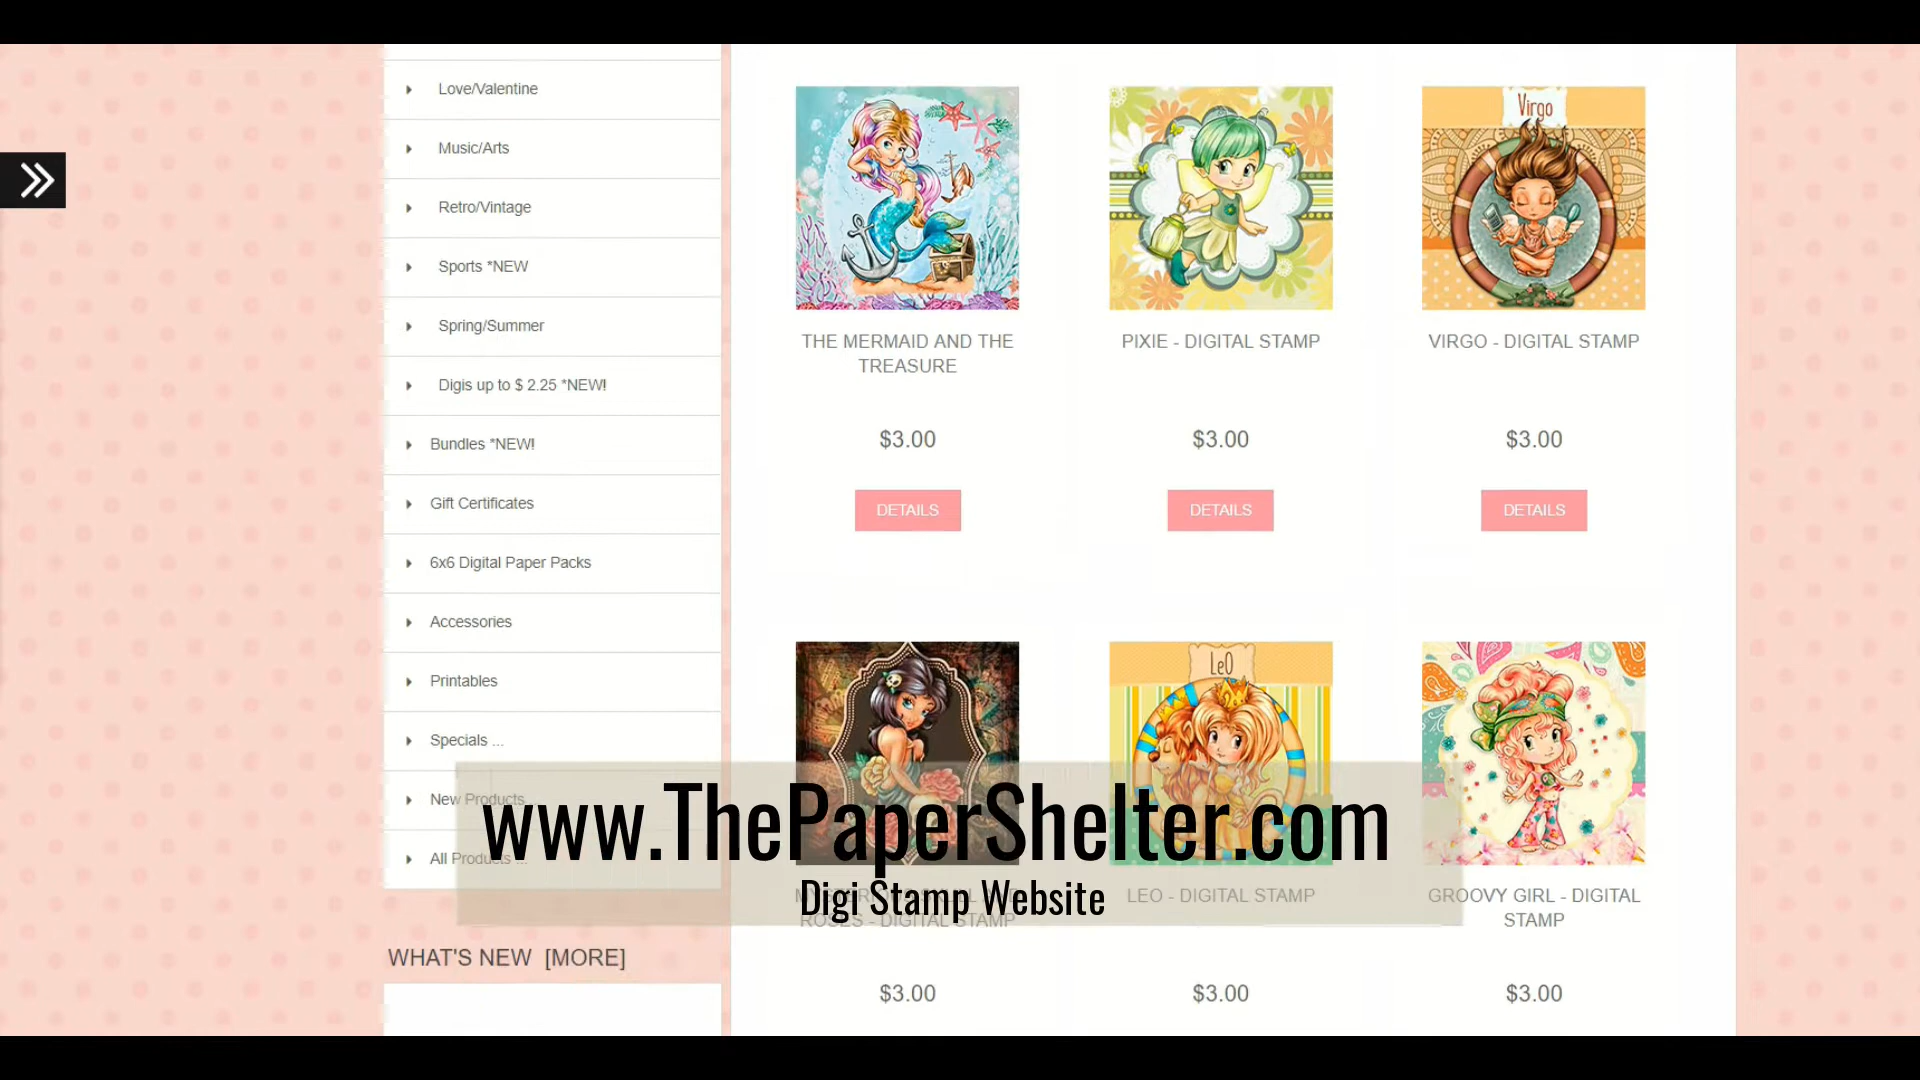 Love/Valentine
Music/Arts
Retro/Vintage
Sports *NEW
Spring/Summer
Digis up to $ 2.25 *NEW!
Bundles *NEW!
Gift Certificates
6x6 Digital Paper Packs
Accessories
Printables
Specials ...
New Products
All Products ...
WHAT'S NEW [MORE]
Virgo
THE MERMAID AND THE
TREASURE
$3.00
DETAILS
PIXIE - DIGITAL STAMP
$3.00
DETAILS
VIRGO - DIGITAL STAMP
$3.00
DETAILS
Leo
www.ThePaperShelter.com
Digi Stamp Website
ROSES - DIGITAL STAMP
$3.00
LEO - DIGITAL STAMP
$3.00
GROOVY GIRL - DIGITAL
STAMP
$3.00